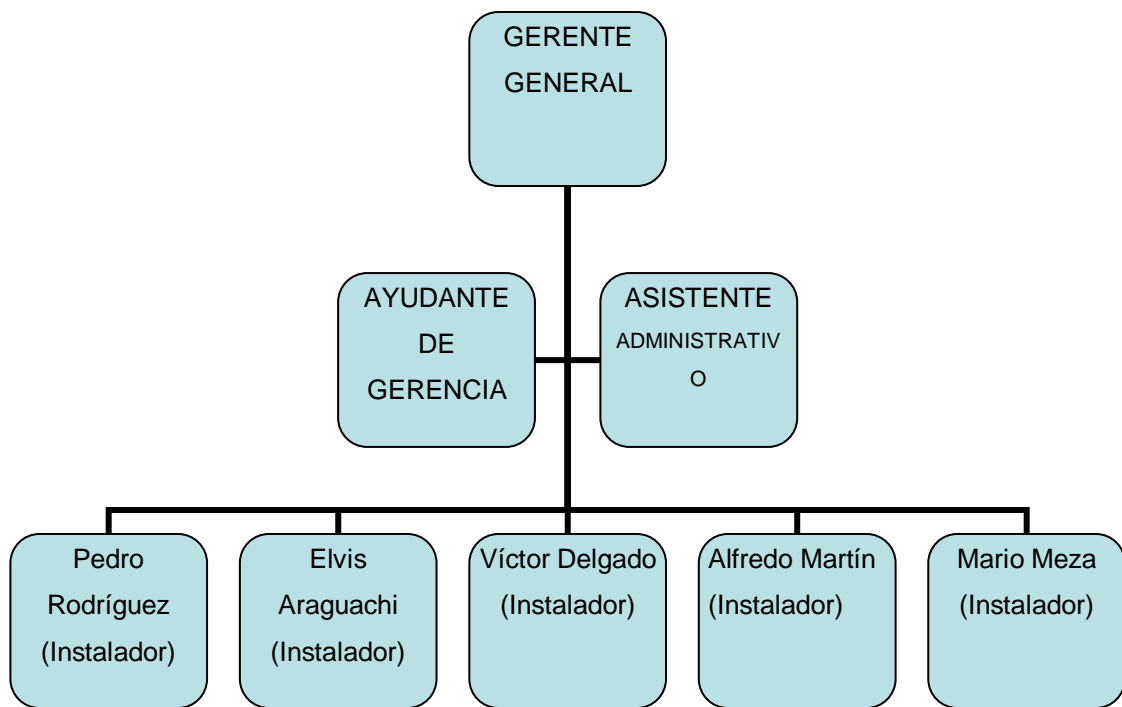 GERENTE
GENERAL
AYUDANTE
DE
GERENCIA
ASISTENTE
ADMINISTRATIV
O
Pedro
Rodríguez
(Instalador)
Elvis
Araguachi
(Instalador)
Víctor Delgado
(Instalador)
Alfredo Martín
(Instalador)
Mario Meza
(Instalador)